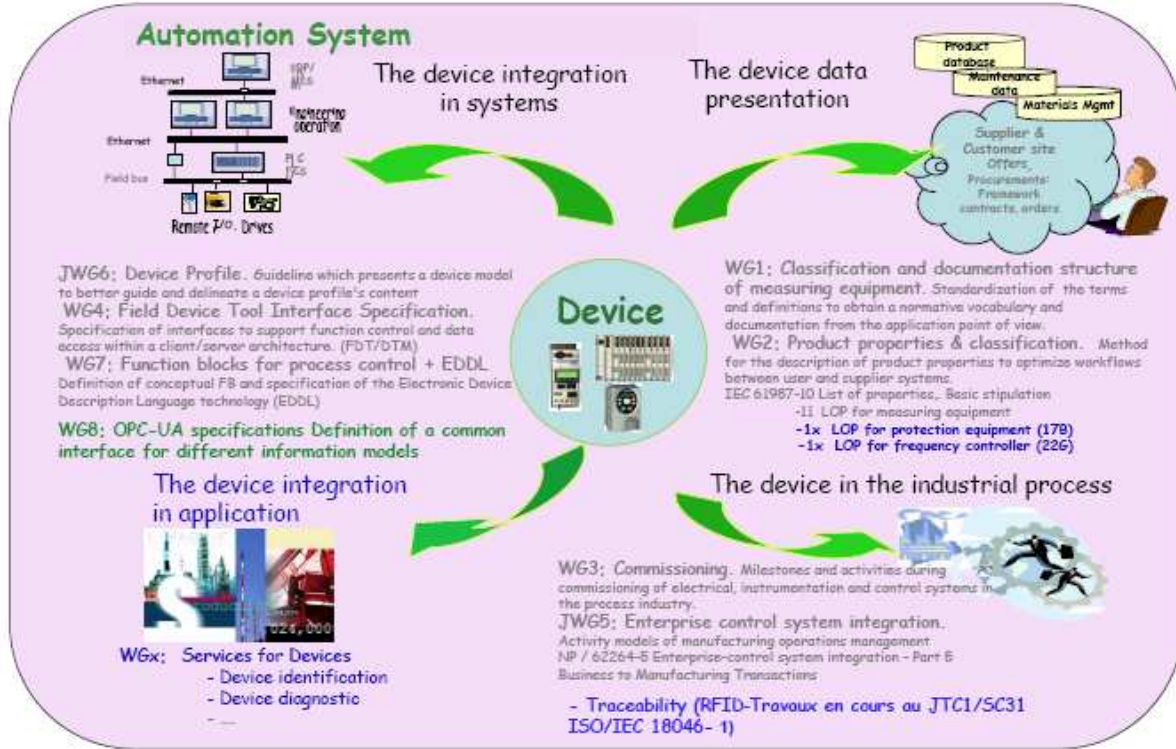 Automation System
Ethernet
ERP/
MES
Engineering
operation
Ethernet
PLC
Field bus
Remote I/O, Drives
The device integration
in systems
The device data
presentation
Product
database
Maintenance
data
Materials Mgmt
Supplier &
Customer site
Offers,
Procurements:
Framework
contracts, orders
JWG6: Device Profile. Guideline which presents a device model
to better guide and delineate a device profile's content
WG4: Field Device Tool Interface Specification.
Specification of interfaces to support function control and data
access within a client/server architecture. (FDT/DTM)
WG7: Function blocks for process control + EDDL
Definition of conceptual FB and specification of the Electronic Device
Description Language technology (EDDL)
WG8: OPC-UA specifications Definition of a common
interface for different information models
Device
WG1: Classification and documentation structure
of measuring equipment. Standardization of the terms
and definitions to obtain a normative vocabulary and
documentation from the application point of view.
WG2: Product properties & classification. Method
for the description of product properties to optimize workflows
between user and supplier systems.
IEC 61987-10 List of properties,. Basic stipulation
-11 LOP for measuring equipment
-1x LOP for protection equipment (17B)
-1x LOP for frequency controller (22G)
The device integration
in application
WGx: Services for Devices
- Device identification
- Device diagnostic
- ....
The device in the industrial process
WG3: Commissioning. Milestones and activities during
commissioning of electrical, instrumentation and control systems in
the process industry.
JWG5: Enterprise control system integration.
Activity models of manufacturing operations management
NP / 62264-5 Enterprise-control system integration - Part 5
Business to Manufacturing Transactions
- Traceability (RFID-Travaux en cours au JTC1/SC31
ISO/IEC 18046- 1)